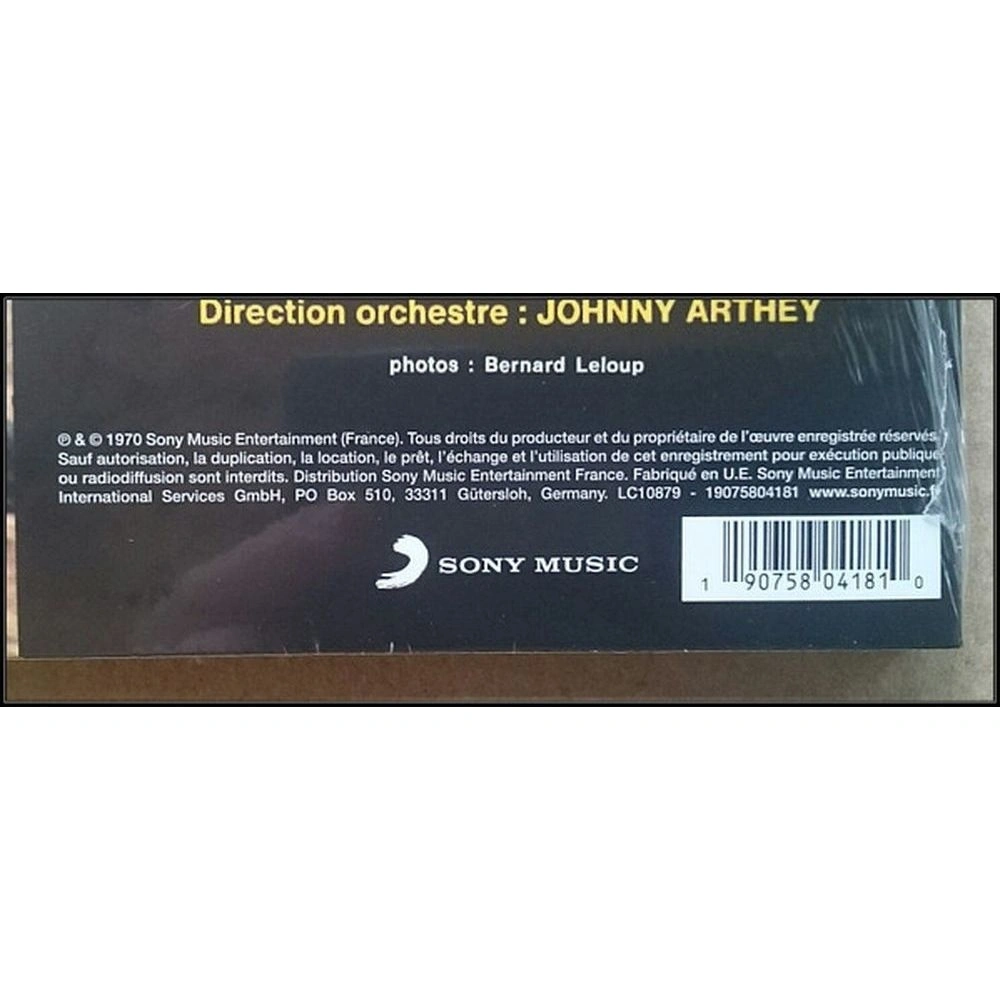 Direction orchestre : JOHNNY ARTHEY
photos : Bernard Leloup
℗ & © 1970 Sony Music Entertainment (France). Tous droits du producteur et du propriétaire de l'œuvre enregistrée réservés.
Sauf autorisation, la duplication, la location, le prêt, l'échange et l'utilisation de cet enregistrement pour exécution publique
ou radiodiffusion sont interdits. Distribution Sony Music Entertainment France. Fabriqué en U.E. Sony Music Entertainment
International Services GmbH, PO Box 510, 33311 Gütersloh, Germany. LC10879 - 19075804181 www.sonymusic.fr
SONY MUSIC
1 90758 04181 0